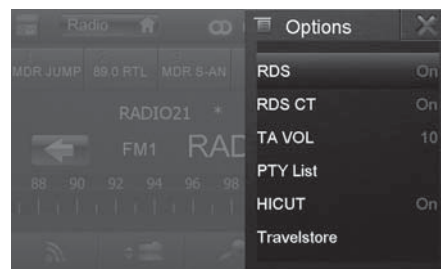 Radio
Options
MDR JUMP 89.0 RTL MDR S-AN
RDS On
RADIO21 *
RDS CT On
FM1 RAD
TA VOL 10
PTY List
88 90 92 94 96 98
HICUT On
Travelstore